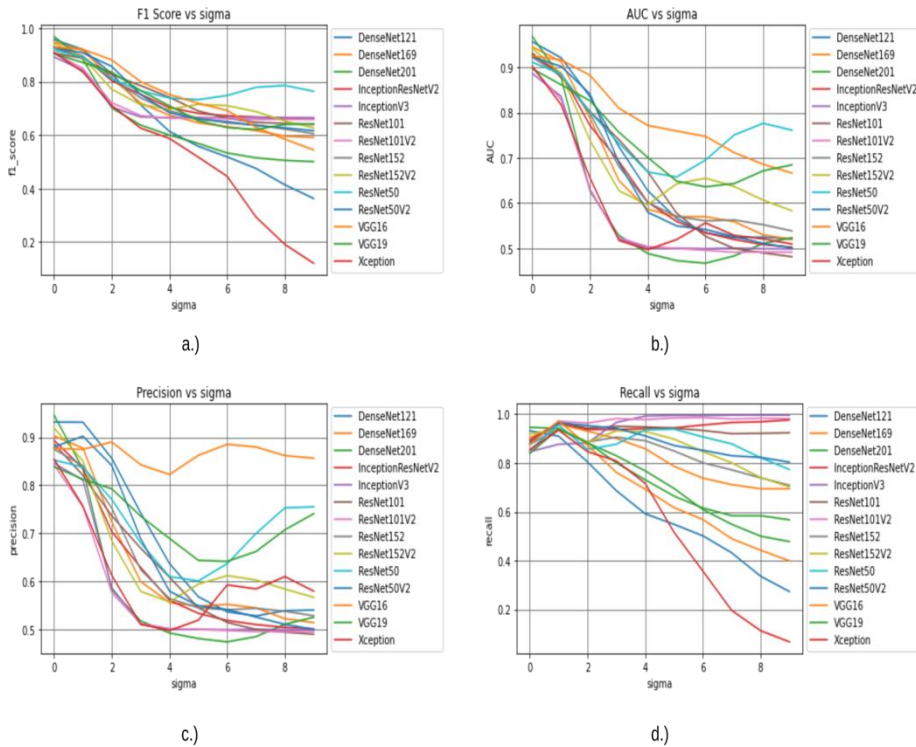 F1 Score vs sigma
1.0
0.8
0.6
0.4
0.2
f1_score
0 2 4 6 8
sigma
DenseNet121
DenseNet169
DenseNet201
InceptionResNetV2
InceptionV3
ResNet101
ResNet101V2
ResNet152
ResNet152V2
ResNet50
ResNet50V2
VGG16
VGG19
Xception
a.)
AUC vs sigma
0.9
0.8
0.7
0.6
0.5
AUC
0 2 4 6 8
sigma
DenseNet121
DenseNet169
DenseNet201
InceptionResNetV2
InceptionV3
ResNet101
ResNet101V2
ResNet152
ResNet152V2
ResNet50
ResNet50V2
VGG16
VGG19
Xception
b.)
Precision vs sigma
0.9
0.8
0.7
0.6
0.5
precision
0 2 4 6 8
sigma
DenseNet121
DenseNet169
DenseNet201
InceptionResNetV2
InceptionV3
ResNet101
ResNet101V2
ResNet152
ResNet152V2
ResNet50
ResNet50V2
VGG16
VGG19
Xception
c.)
Recall vs sigma
1.0
0.8
0.6
0.4
0.2
recall
0 2 4 6 8
sigma
DenseNet121
DenseNet169
DenseNet201
InceptionResNetV2
InceptionV3
ResNet101
ResNet101V2
ResNet152
ResNet152V2
ResNet50
ResNet50V2
VGG16
VGG19
Xception
d.)